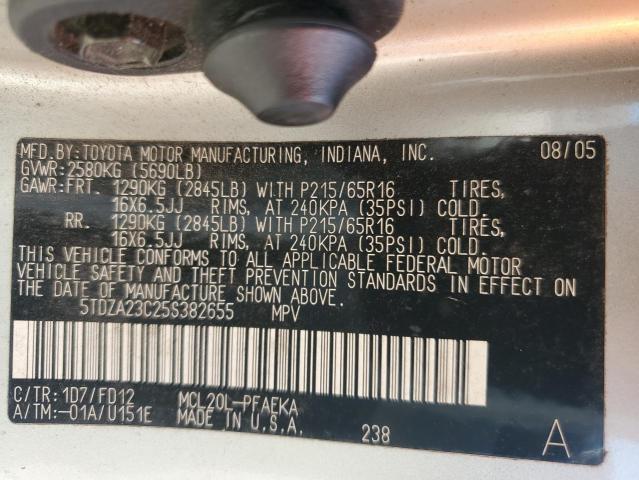 MFD.BY:TOYOTA MOTOR MANUFACTURING, INDIANA, INC. 08/05
GVWR:2580KG (5690LB)
GAWR:FRT. 1290KG (2845LB) WITH P215/65R16 TIRES,
16X6.5JJ RIMS, AT 240KPA (35PSI) COLD.
RR. 1290KG (2845LB) WITH P215/65R16 TIRES,
16X6.5JJ RIMS, AT 240KPA (35PSI) COLD.
THIS VEHICLE CONFORMS TO ALL APPLICABLE FEDERAL MOTOR
VEHICLE SAFETY AND THEFT PREVENTION STANDARDS IN EFFECT ON
THE DATE OF MANUFACTURE SHOWN ABOVE.
5TDZA23C25S382655 MPV
C/TR:1D7/FD12 MCL20L-PFAEKA
A/TM:-01A/U151E MADE IN U.S.A. 238 A